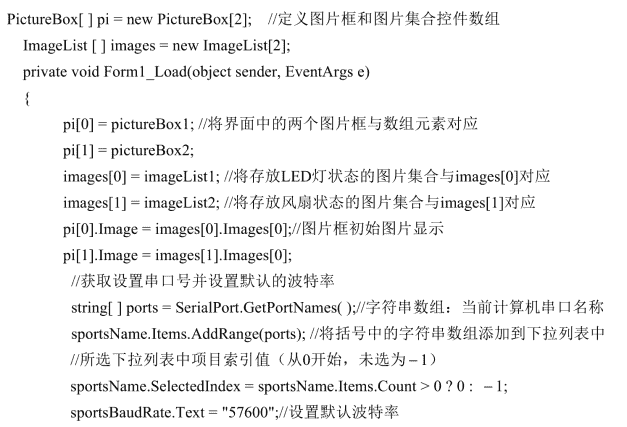 PictureBox[ ] pi = new PictureBox[2]; //定义图片框和图片集合控件数组
ImageList [ ] images = new ImageList[2];
private void Form1_Load(object sender, EventArgs e)
{
pi[0] = pictureBox1; //将界面中的两个图片框与数组元素对应
pi[1] = pictureBox2;
images[0] = imageList1; //将存放LED灯状态的图片集合与images[0]对应
images[1] = imageList2; //将存放风扇状态的图片集合与images[1]对应
pi[0].Image = images[0].Images[0];//图片框初始图片显示
pi[1].Image = images[1].Images[0];
//获取设置串口号并设置默认的波特率
string[ ] ports = SerialPort.GetPortNames( );//字符串数组：当前计算机串口名称
sportsName.Items.AddRange(ports); //将括号中的字符串数组添加到下拉列表中
//所选下拉列表中项目索引值（从0开始，未选为−1）
sportsName.SelectedIndex = sportsName.Items.Count > 0 ? 0 : −1;
sportsBaudRate.Text = "57600";//设置默认波特率